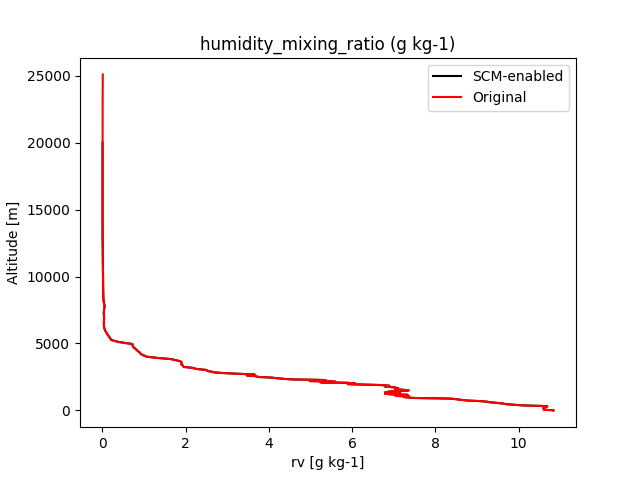 humidity_mixing_ratio (g kg-1)
SCM-enabled
Original
Altitude [m]
25000
20000
15000
10000
5000
0
0 2 4 6 8 10
rv [g kg-1]